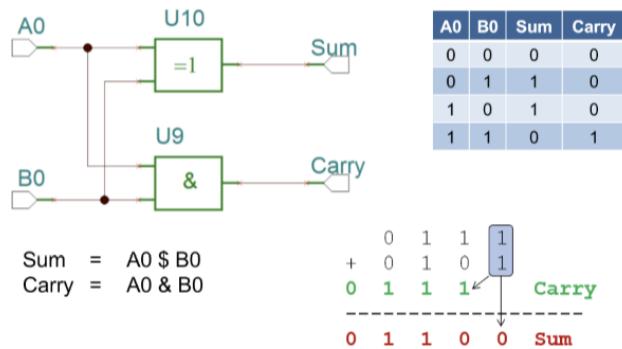 U10
A0
=1
Sum
U9
B0
&
Carry
A0 B0 Sum Carry
0 0 0 0
0 1 1 0
1 0 1 0
1 1 0 1
Sum = A0 $ B0
Carry = A0 & B0
0 1 1 1
+ 0 1 0 1
0 1 1 1 Carry
0 1 1 0 0 Sum